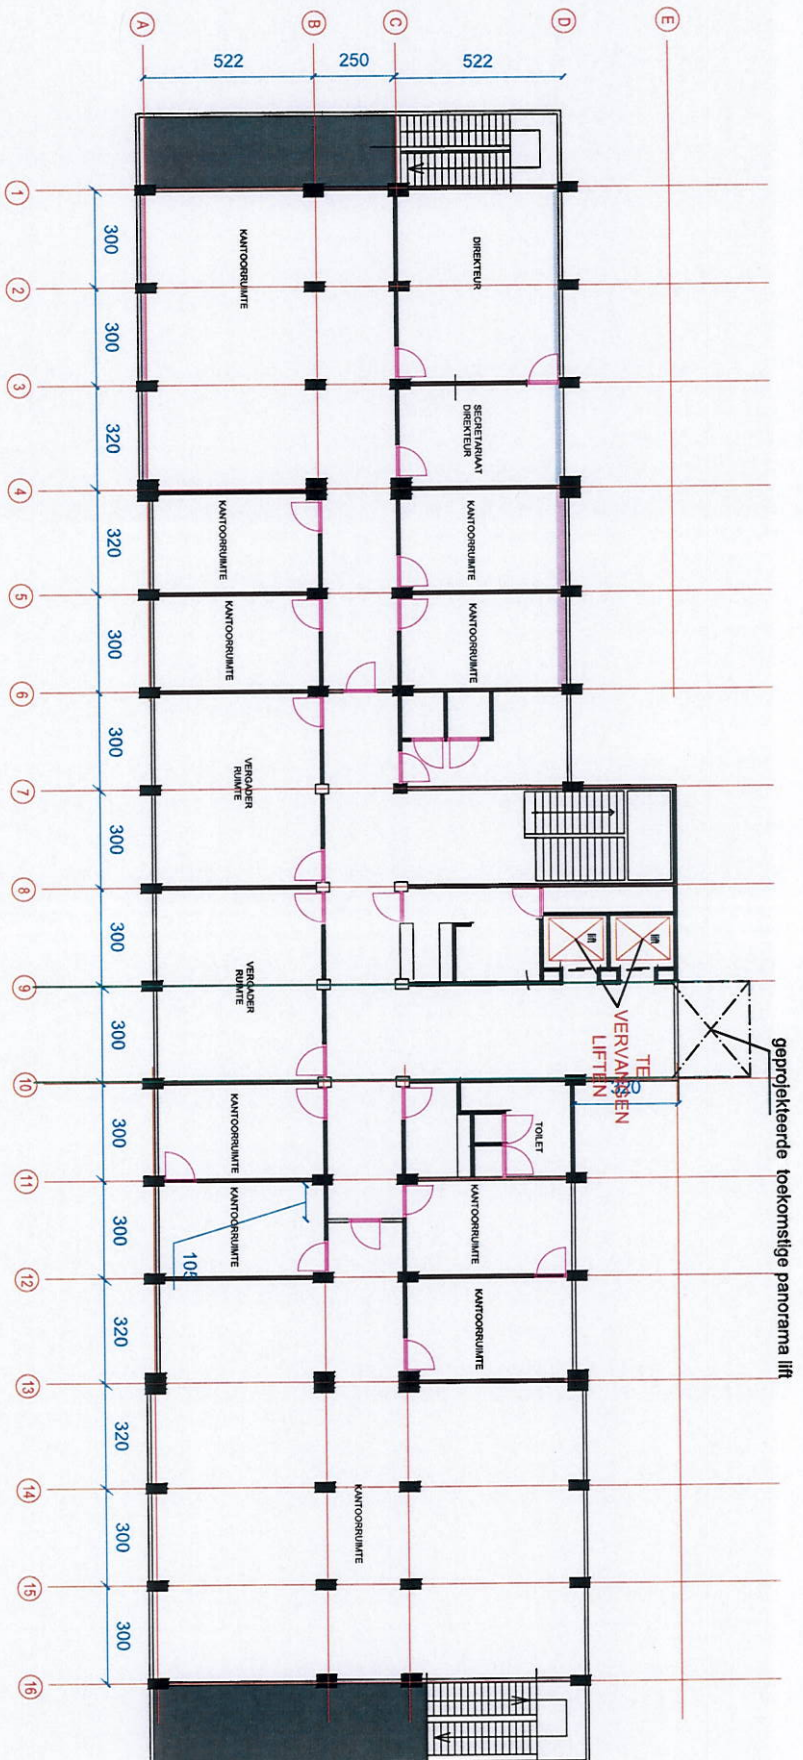 A
B
C
D
E
522
250
522
1
2
3
4
5
6
7
8
9
10
11
12
13
14
15
16
300
300
320
320
300
300
300
300
300
300
300
320
320
300
300
KANTOORRUIMTE
DIREKTEUR
SECRETARIAAT
DIREKTEUR
KANTOORRUIMTE
KANTOORRUIMTE
KANTOORRUIMTE
KANTOORRUIMTE
VERGADER
RUIMTE
VERGADER
RUIMTE
lift
lift
TE
VERVANGEN
LIFTEN
geprojekteerde toekomstige panorama lift
KANTOORRUIMTE
TOILET
KANTOORRUIMTE
KANTOORRUIMTE
105
KANTOORRUIMTE
KANTOORRUIMTE